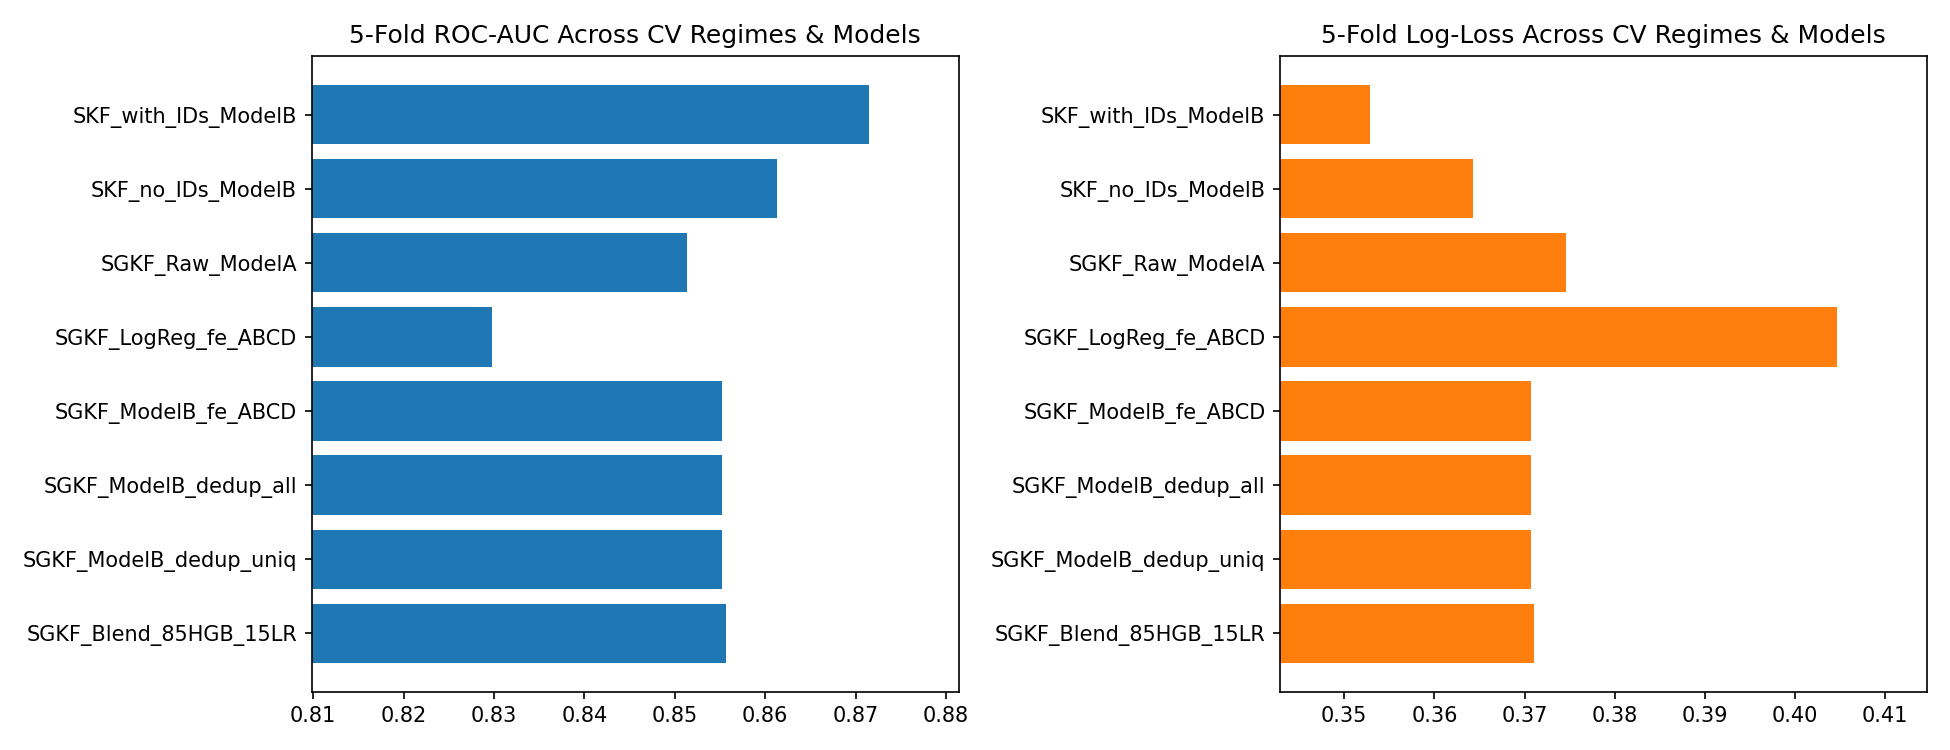 5-Fold ROC-AUC Across CV Regimes & Models
SKF_with_IDs_ModelB
SKF_no_IDs_ModelB
SGKF_Raw_ModelA
SGKF_LogReg_fe_ABCD
SGKF_ModelB_fe_ABCD
SGKF_ModelB_dedup_all
SGKF_ModelB_dedup_uniq
SGKF_Blend_85HGB_15LR
0.81 0.82 0.83 0.84 0.85 0.86 0.87 0.88
5-Fold Log-Loss Across CV Regimes & Models
SKF_with_IDs_ModelB
SKF_no_IDs_ModelB
SGKF_Raw_ModelA
SGKF_LogReg_fe_ABCD
SGKF_ModelB_fe_ABCD
SGKF_ModelB_dedup_all
SGKF_ModelB_dedup_uniq
SGKF_Blend_85HGB_15LR
0.35 0.36 0.37 0.38 0.39 0.40 0.41